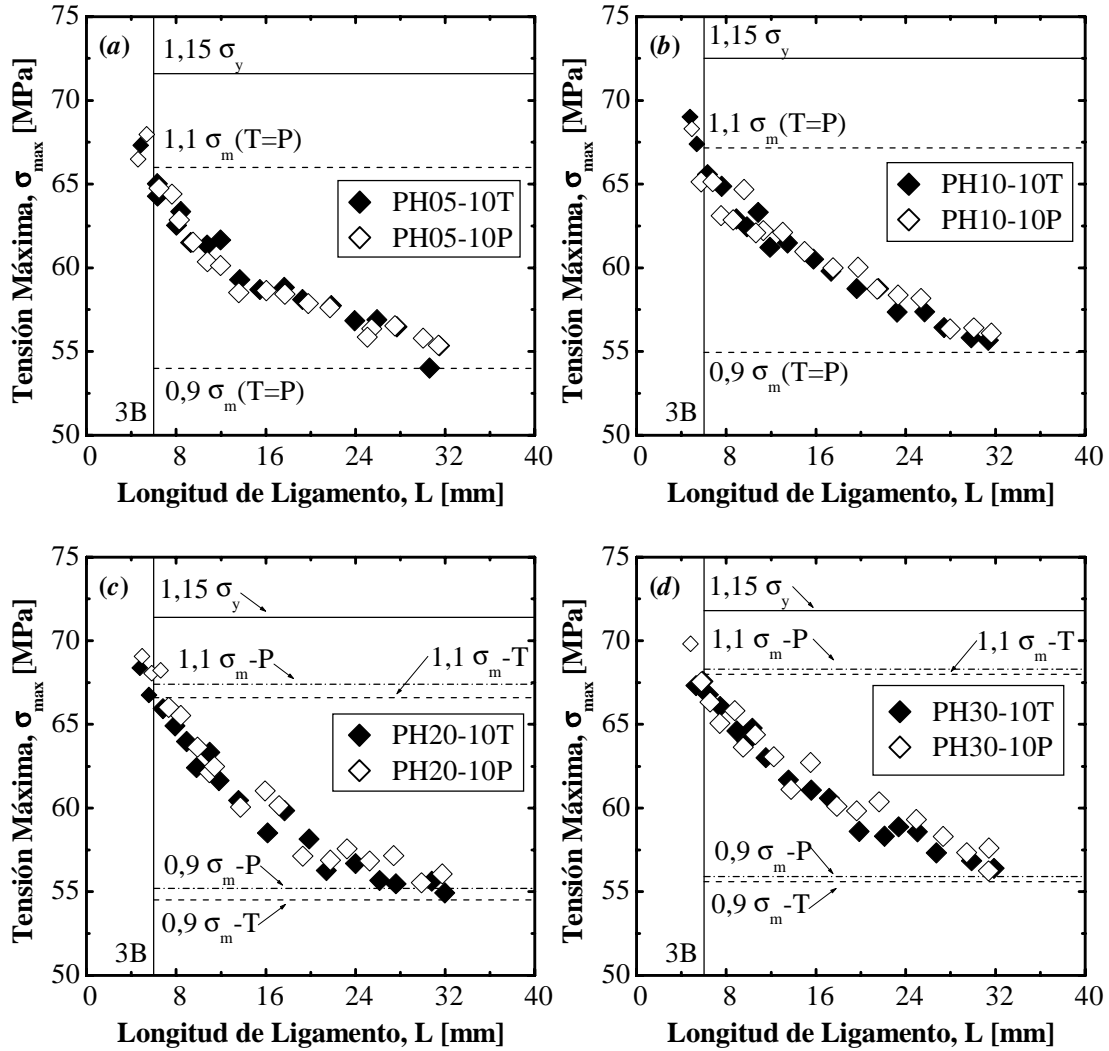 (a)
1,15 σy
1,1 σm(T=P)
PH05-10T
PH05-10P
0,9 σm(T=P)
3B
75
70
65
60
55
50
0 8 16 24 32 40
Tensión Máxima, σmax [MPa]
Longitud de Ligamento, L [mm]
(b)
1,15 σy
1,1 σm(T=P)
PH10-10T
PH10-10P
0,9 σm(T=P)
3B
75
70
65
60
55
50
0 8 16 24 32 40
Tensión Máxima, σmax [MPa]
Longitud de Ligamento, L [mm]
(c)
1,15 σy
1,1 σm-P
1,1 σm-T
PH20-10T
PH20-10P
0,9 σm-P
0,9 σm-T
3B
75
70
65
60
55
50
0 8 16 24 32 40
Tensión Máxima, σmax [MPa]
Longitud de Ligamento, L [mm]
(d)
1,15 σy
1,1 σm-P
1,1 σm-T
PH30-10T
PH30-10P
0,9 σm-P
0,9 σm-T
3B
75
70
65
60
55
50
0 8 16 24 32 40
Tensión Máxima, σmax [MPa]
Longitud de Ligamento, L [mm]